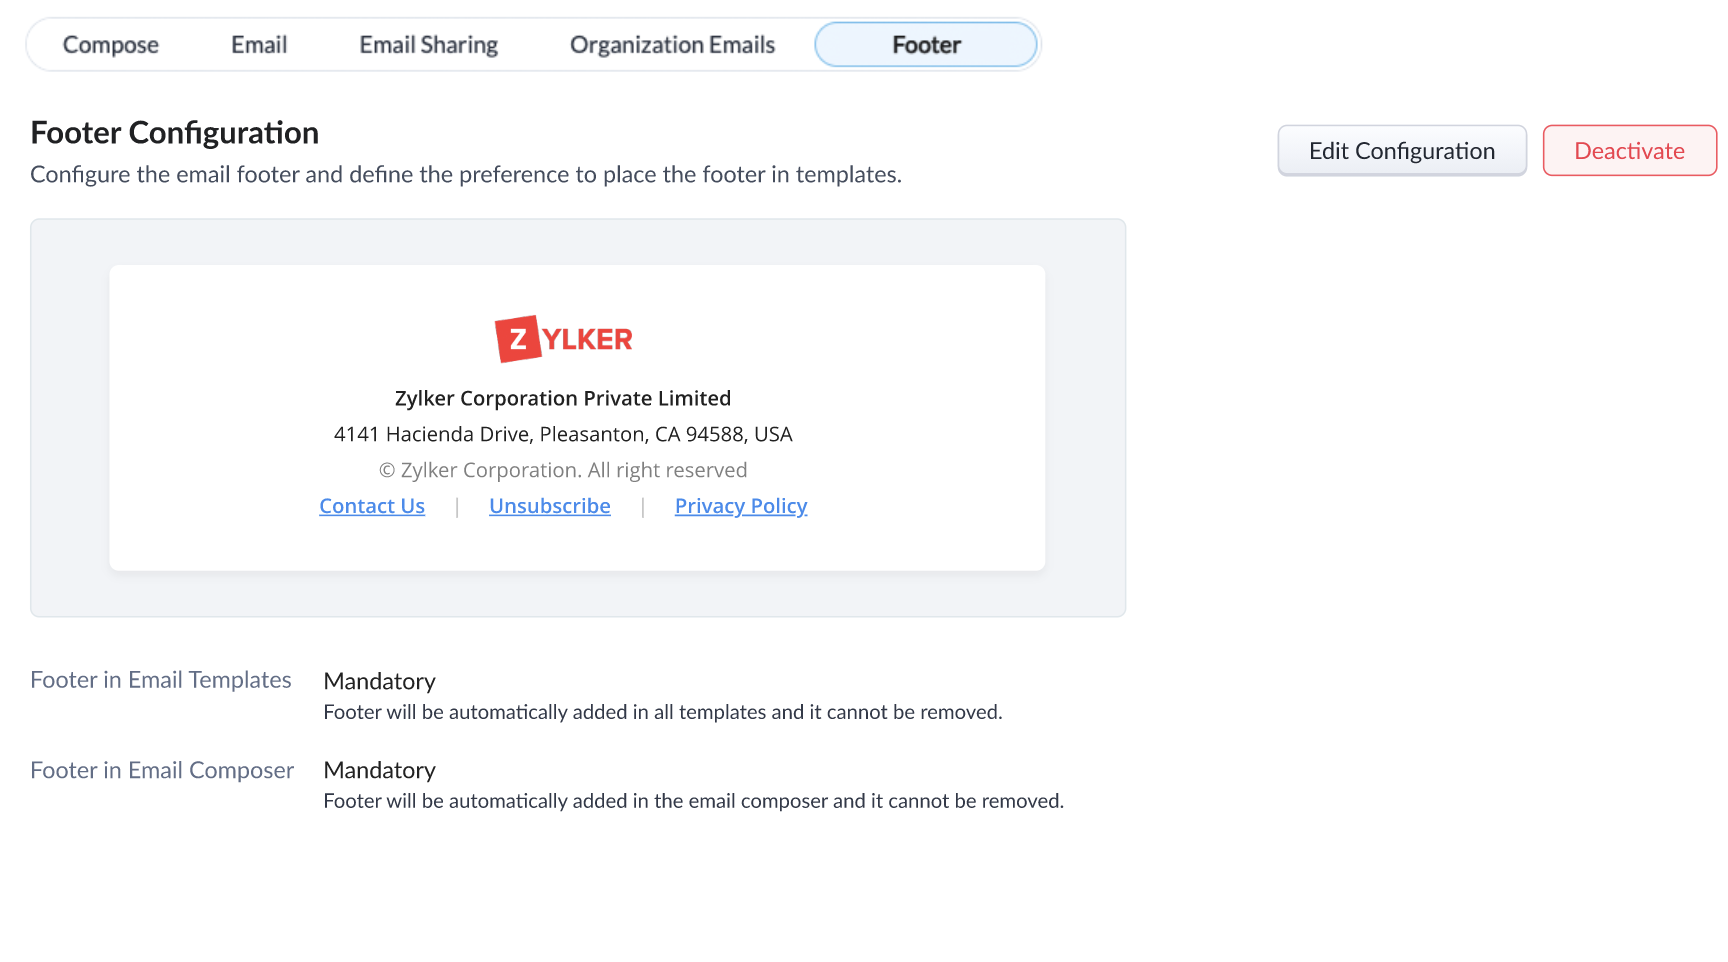 Compose Email Email Sharing Organization Emails Footer
Footer Configuration
Configure the email footer and define the preference to place the footer in templates.
Edit Configuration Deactivate
ZYLKER
Zylker Corporation Private Limited
4141 Hacienda Drive, Pleasanton, CA 94588, USA
© Zylker Corporation. All right reserved
Contact Us | Unsubscribe | Privacy Policy
Footer in Email Templates Mandatory
Footer will be automatically added in all templates and it cannot be removed.
Footer in Email Composer Mandatory
Footer will be automatically added in the email composer and it cannot be removed.